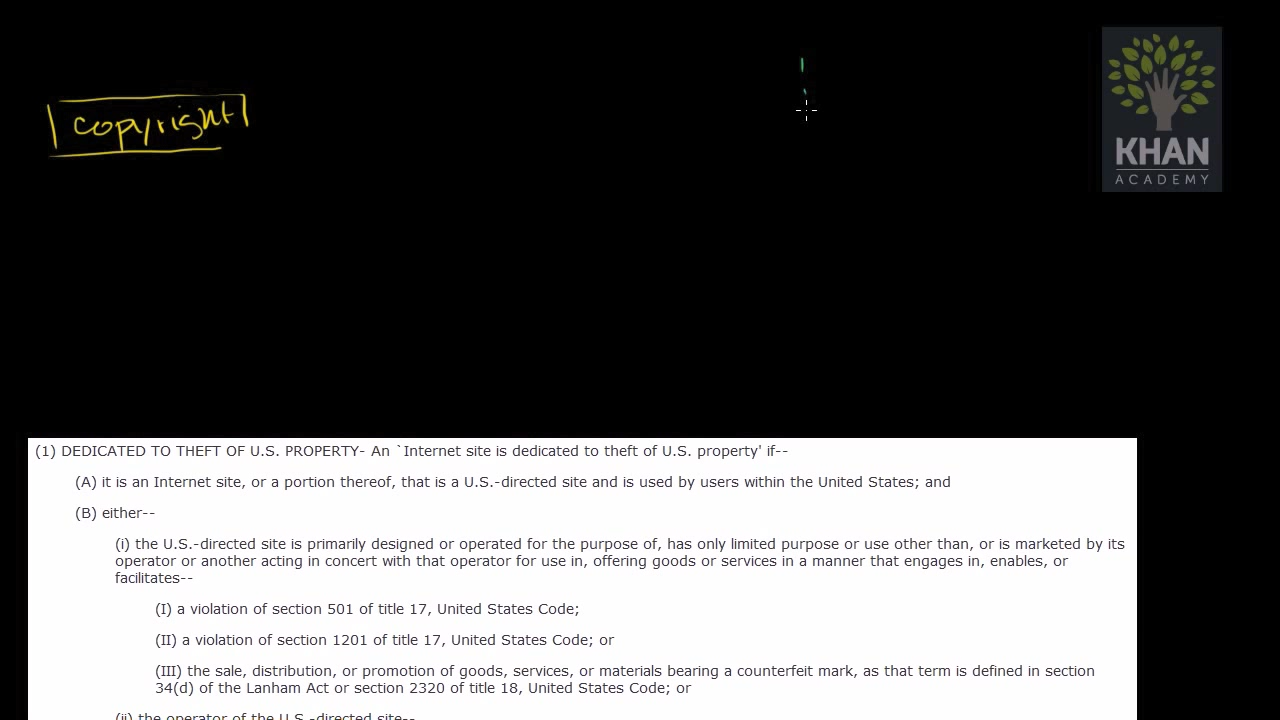 copyright
KHAN
ACADEMY
(1) DEDICATED TO THEFT OF U.S. PROPERTY- An `Internet site is dedicated to theft of U.S. property' if--
(A) it is an Internet site, or a portion thereof, that is a U.S.-directed site and is used by users within the United States; and
(B) either--
(i) the U.S.-directed site is primarily designed or operated for the purpose of, has only limited purpose or use other than, or is marketed by its
operator or another acting in concert with that operator for use in, offering goods or services in a manner that engages in, enables, or
facilitates--
(I) a violation of section 501 of title 17, United States Code;
(II) a violation of section 1201 of title 17, United States Code; or
(III) the sale, distribution, or promotion of goods, services, or materials bearing a counterfeit mark, as that term is defined in section
34(d) of the Lanham Act or section 2320 of title 18, United States Code; or
(ii) the operator of the U.S.-directed site--